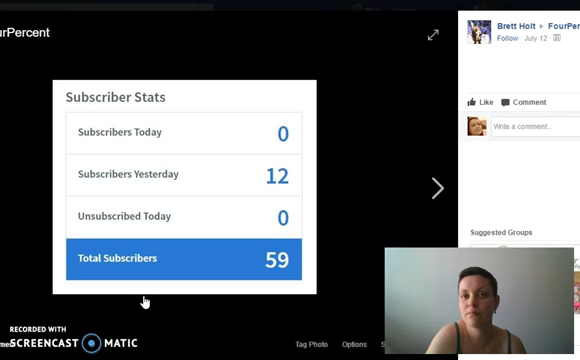 urPercent
Subscriber Stats
Subscribers Today 0
Subscribers Yesterday 12
Unsubscribed Today 0
Total Subscribers 59
RECORDED WITH
SCREENCAST MATIC
Tag Photo Options
Brett Holt FourPer
Follow · July 12
Like Comment
Write a comment...
Suggested Groups